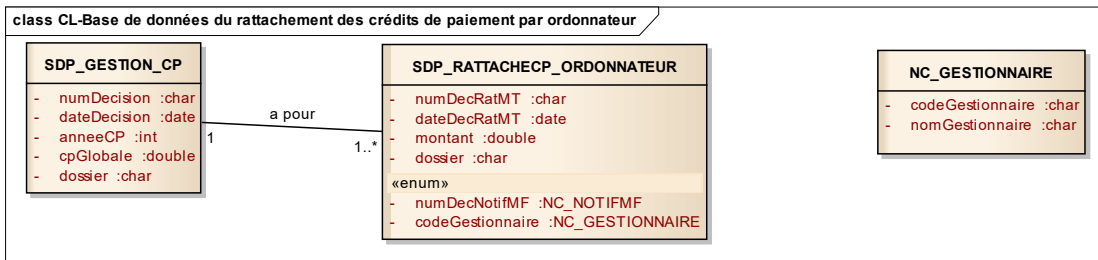 class CL-Base de données du rattachement des crédits de paiement par ordonnateur
SDP_GESTION_CP
- numDecision :char
- dateDecision :date
- anneeCP :int
- cpGlobale :double
- dossier :char
a pour
1
1..*
SDP_RATTACHECP_ORDONNATEUR
- numDecRatMT :char
- dateDecRatMT :date
- montant :double
- dossier :char
«enum»
- numDecNotifMF :NC_NOTIFMF
- codeGestionnaire :NC_GESTIONNAIRE
NC_GESTIONNAIRE
- codeGestionnaire :char
- nomGestionnaire :char